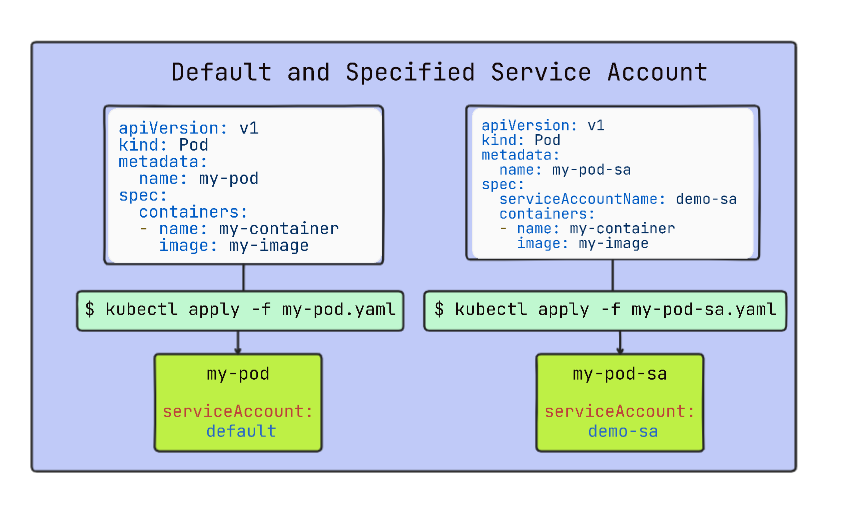 Default and Specified Service Account
apiVersion: v1
kind: Pod
metadata:
  name: my-pod
spec:
  containers:
  - name: my-container
    image: my-image
$ kubectl apply -f my-pod.yaml
my-pod
serviceAccount:
default
apiVersion: v1
kind: Pod
metadata:
  name: my-pod-sa
spec:
  serviceAccountName: demo-sa
  containers:
  - name: my-container
    image: my-image
$ kubectl apply -f my-pod-sa.yaml
my-pod-sa
serviceAccount:
demo-sa